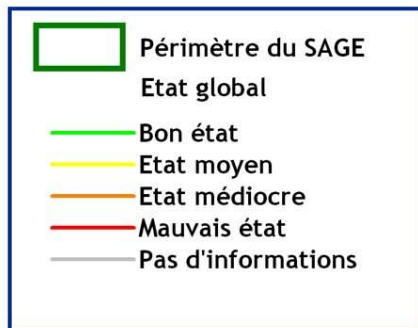 Périmètre du SAGE
Etat global
Bon état
Etat moyen
Etat médiocre
Mauvais état
Pas d'informations